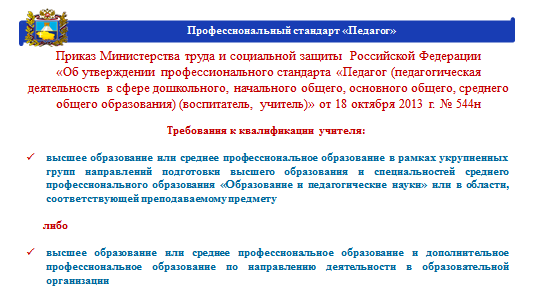 Профессиональный стандарт «Педагог»
Приказ Министерства труда и социальной защиты Российской Федерации
«Об утверждении профессионального стандарта «Педагог (педагогическая
деятельность в сфере дошкольного, начального общего, основного общего, среднего
общего образования) (воспитатель, учитель)» от 18 октября 2013 г. № 544н
Требования к квалификации учителя:
✓ высшее образование или среднее профессиональное образование в рамках укрупненных
групп направлений подготовки высшего образования и специальностей среднего
профессионального образования «Образование и педагогические науки» или в области,
соответствующей преподаваемому предмету
либо
✓ высшее образование или среднее профессиональное образование и дополнительное
профессиональное образование по направлению деятельности в образовательной
организации